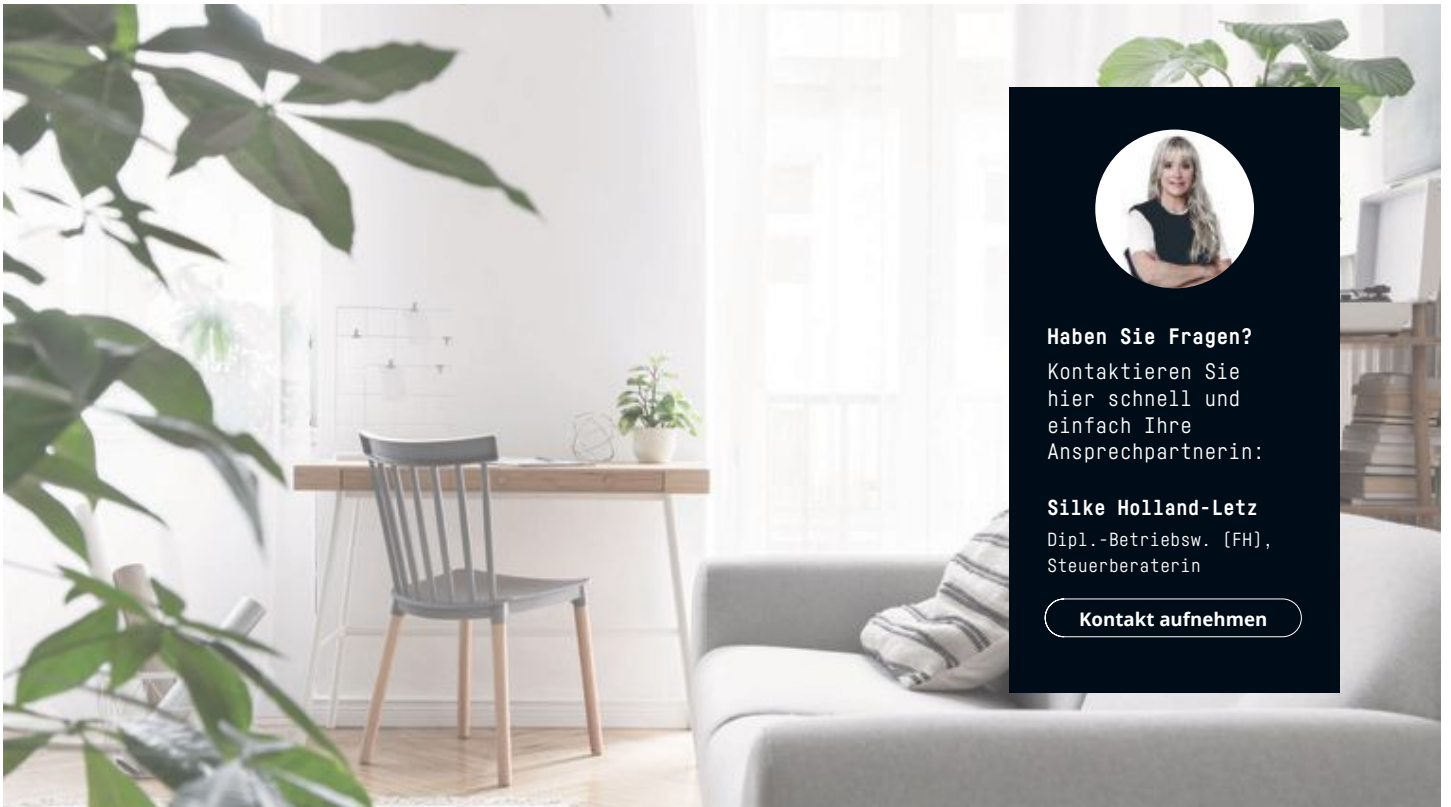 Haben Sie Fragen?
Kontaktieren Sie
hier schnell und
einfach Ihre
Ansprechpartnerin:
Silke Holland-Letz
Dipl.-Betriebsw. (FH),
Steuerberaterin
Kontakt aufnehmen